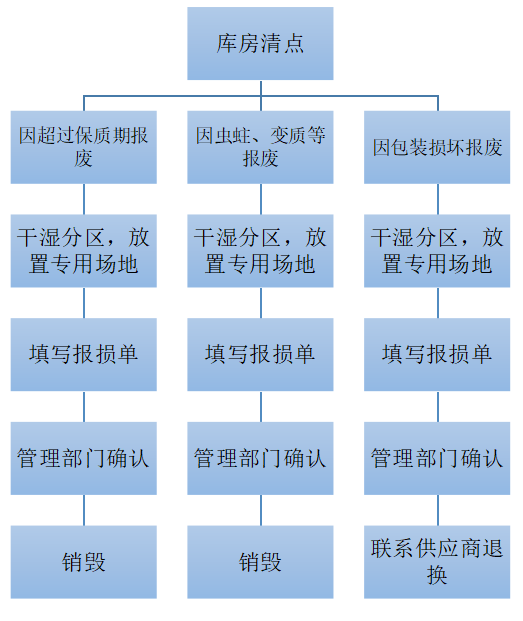 库房清点
因超过保质期报
废
因虫蛀、变质等
报废
因包装损坏报废
干湿分区，放
置专用场地
干湿分区，放
置专用场地
干湿分区，放
置专用场地
填写报损单
填写报损单
填写报损单
管理部门确认
管理部门确认
管理部门确认
销毁
销毁
联系供应商退
换